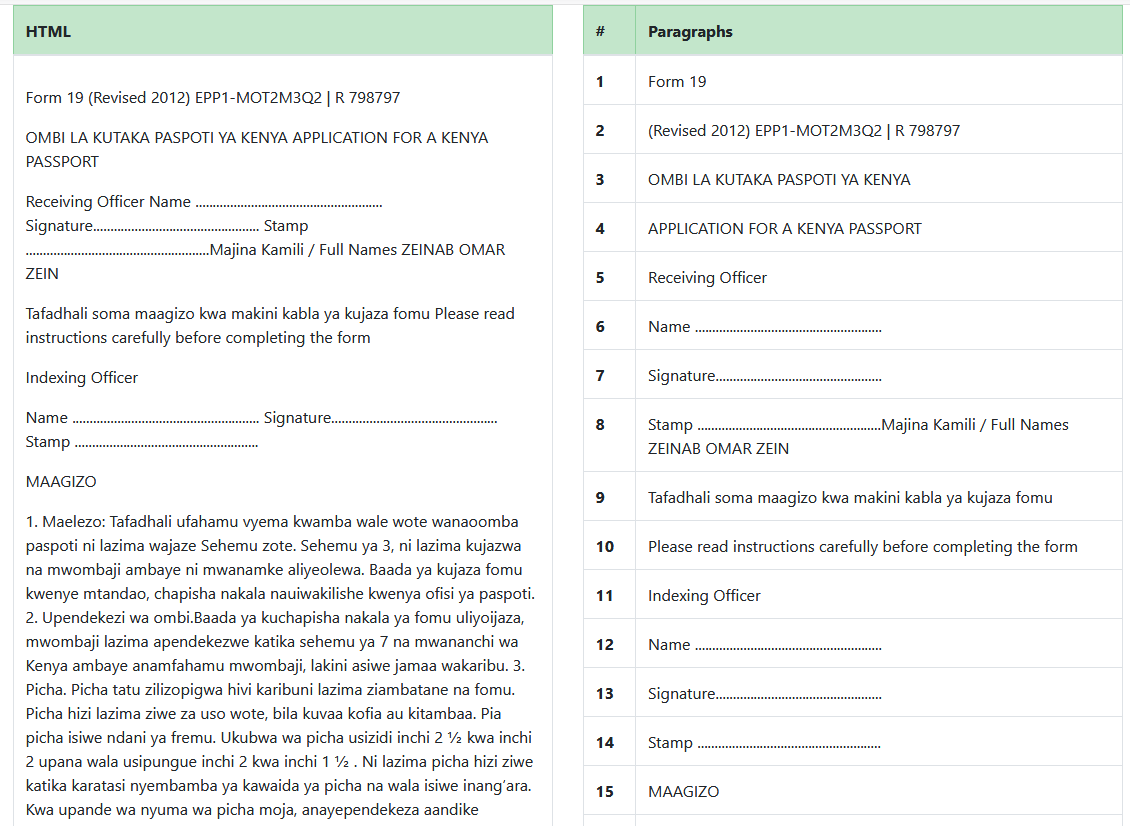 HTML
Form 19 (Revised 2012) EPP1-MOT2M3Q2 | R 798797
OMBI LA KUTAKA PASPOTI YA KENYA APPLICATION FOR A KENYA
PASSPORT
Receiving Officer Name ......................................................
Signature................................................ Stamp
.....................................................Majina Kamili / Full Names ZEINAB OMAR
ZEIN
Tafadhali soma maagizo kwa makini kabla ya kujaza fomu Please read
instructions carefully before completing the form
Indexing Officer
Name ...................................................... Signature................................................
Stamp .....................................................
MAAGIZO
1. Maelezo: Tafadhali ufahamu vyema kwamba wale wote wanaoomba
paspoti ni lazima wajaze Sehemu zote. Sehemu ya 3, ni lazima kujazwa
na mwombaji ambaye ni mwanamke aliyeolewa. Baada ya kujaza fomu
kwenye mtandao, chapisha nakala nauiwakilishe kwenya ofisi ya paspoti.
2. Upendekezi wa ombi.Baada ya kuchapisha nakala ya fomu uliyoijaza,
mwombaji lazima apendekezwe katika sehemu ya 7 na mwananchi wa
Kenya ambaye anamfahamu mwombaji, lakini asiwe jamaa wakaribu. 3.
Picha. Picha tatu zilizopigwa hivi karibuni lazima ziambatane na fomu.
Picha hizi lazima ziwe za uso wote, bila kuvaa kofia au kitambaa. Pia
picha isiwe ndani ya fremu. Ukubwa wa picha usizidi inchi 2 ½ kwa inchi
2 upana wala usipungue inchi 2 kwa inchi 1 ½ . Ni lazima picha hizi ziwe
katika karatasi nyembamba ya kawaida ya picha na wala isiwe inang’ara.
Kwa upande wa nyuma wa picha moja, anayependekeza aandike
# Paragraphs
1 Form 19
2 (Revised 2012) EPP1-MOT2M3Q2 | R 798797
3 OMBI LA KUTAKA PASPOTI YA KENYA
4 APPLICATION FOR A KENYA PASSPORT
5 Receiving Officer
6 Name ......................................................
7 Signature................................................
8 Stamp .....................................................Majina Kamili / Full Names
ZEINAB OMAR ZEIN
9 Tafadhali soma maagizo kwa makini kabla ya kujaza fomu
10 Please read instructions carefully before completing the form
11 Indexing Officer
12 Name ......................................................
13 Signature................................................
14 Stamp .....................................................
15 MAAGIZO